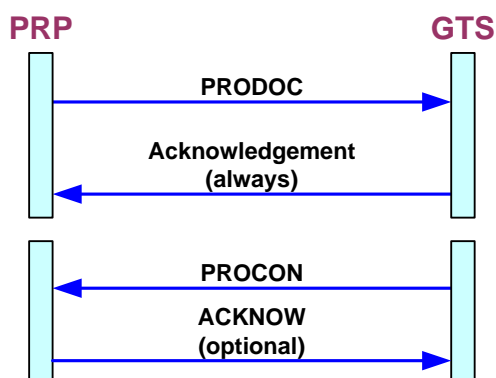 PRP GTS
PRODOC
Acknowledgement
(always)
PROCON
ACKNOW
(optional)